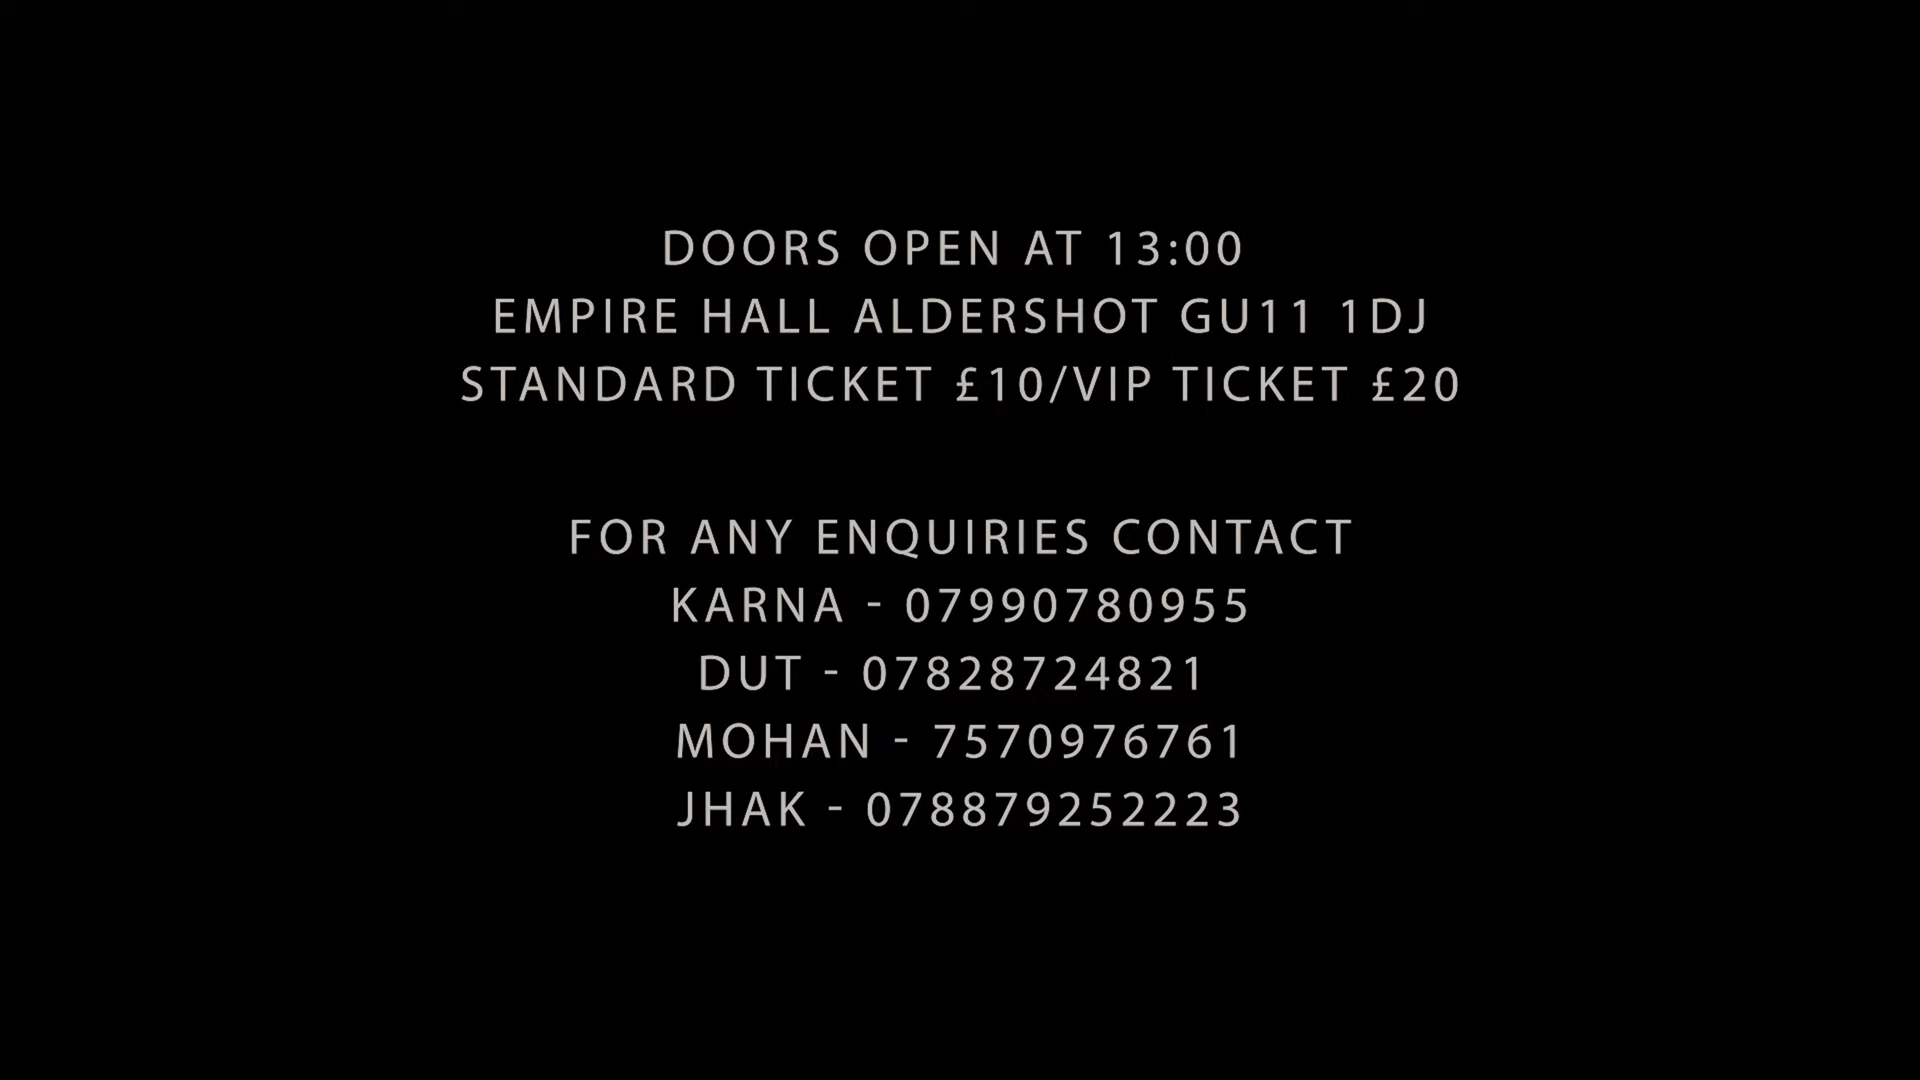 DOORS OPEN AT 13:00
EMPIRE HALL ALDERSHOT GU11 1DJ
STANDARD TICKET £10/VIP TICKET £20
FOR ANY ENQUIRIES CONTACT
KARNA - 07990780955
DUT - 07828724821
MOHAN - 7570976761
JHAK - 078879252223